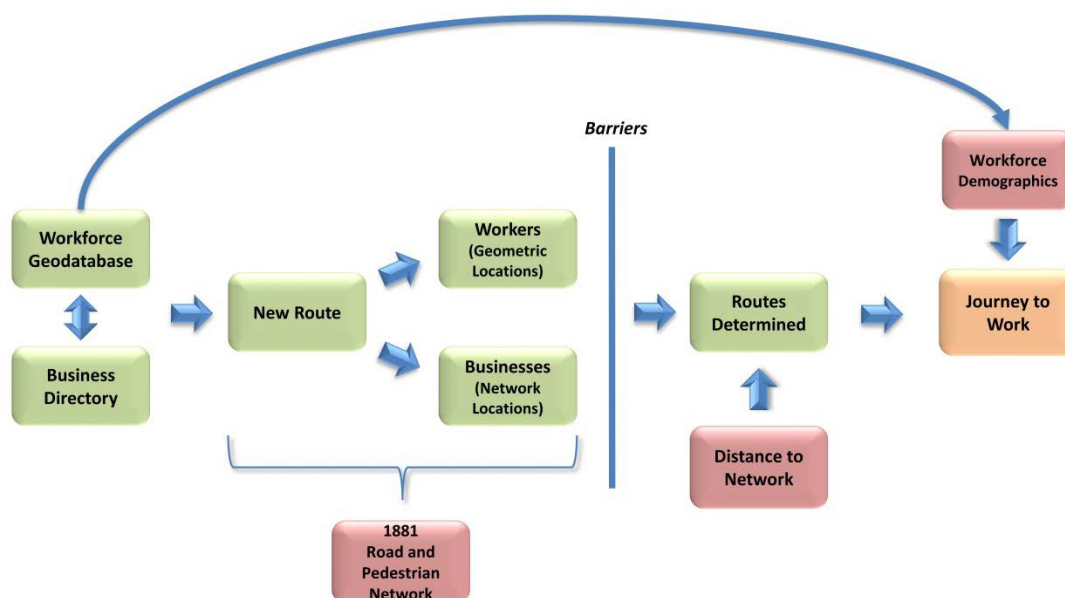 Barriers
Workforce
Demographics
Workforce
Geodatabase
Workers
(Geometric
Locations)
New Route
Routes
Determined
Journey to
Work
Business
Directory
Businesses
(Network
Locations)
Distance to
Network
1881
Road and
Pedestrian
Network